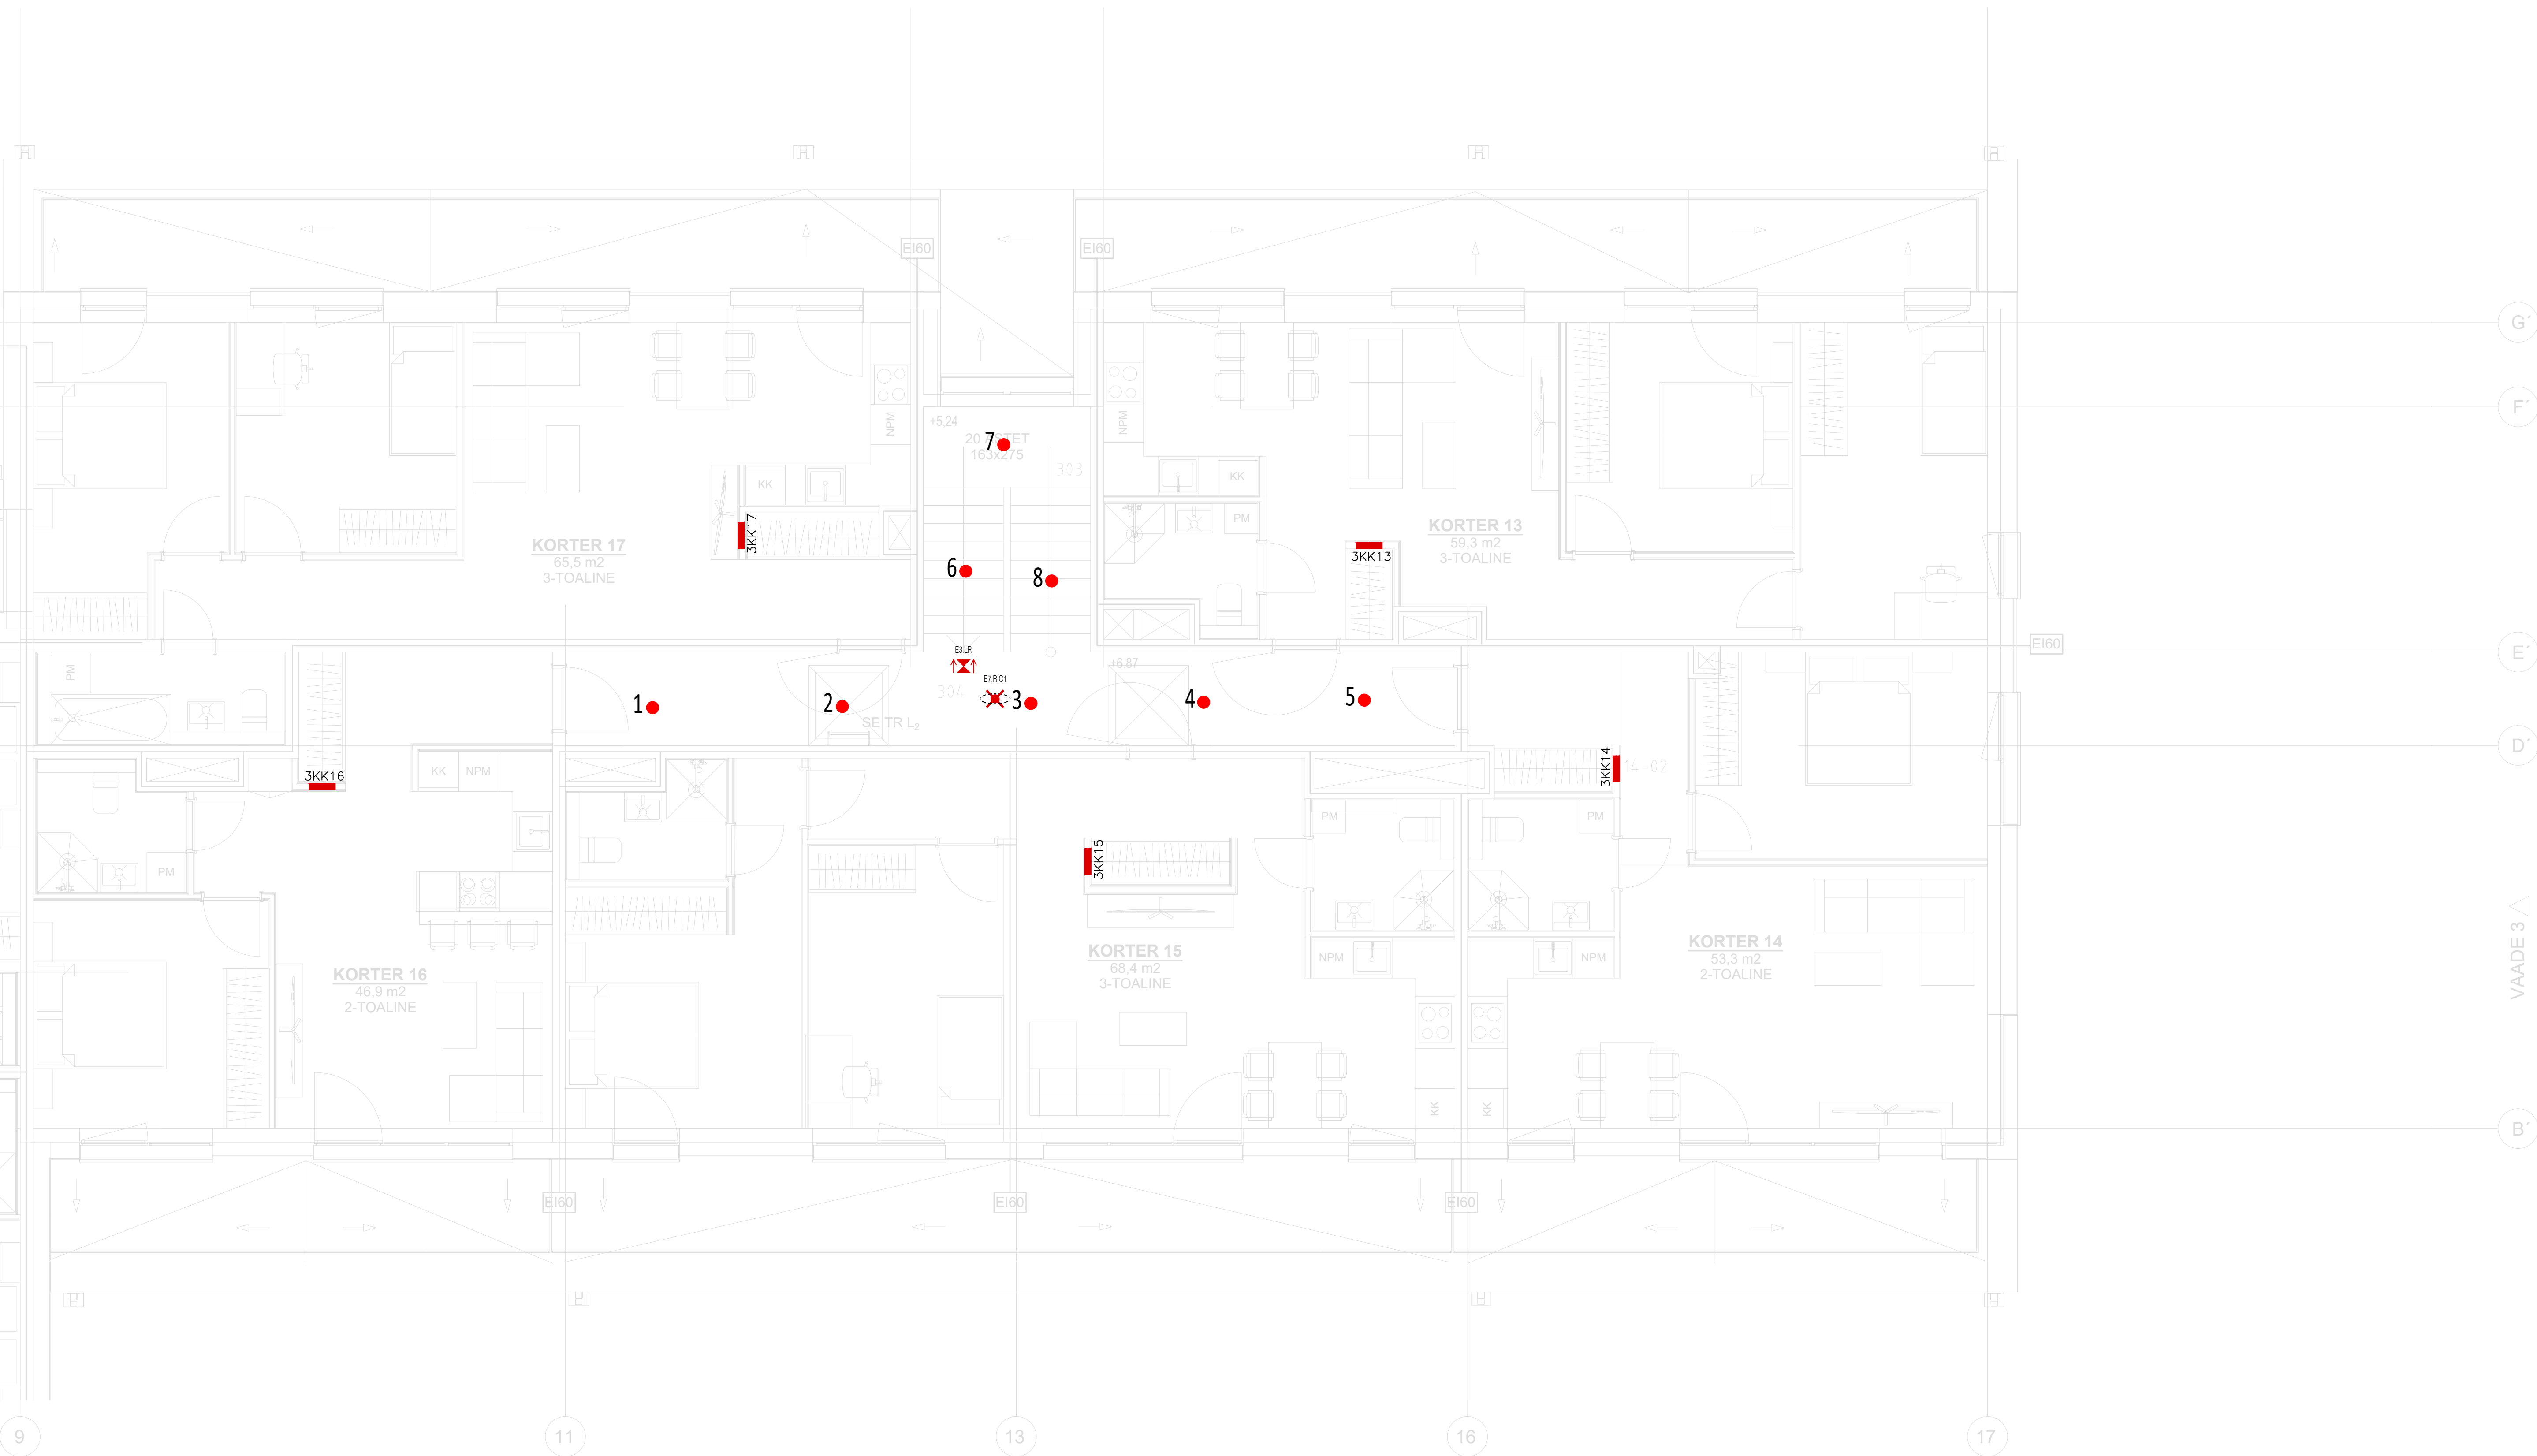 EI60
EI60
G´
F´
+5,24
7
20 ASTET
163x275
303
NPM
NPM
KK
KK
PM
3KK17
KORTER 17
65,5 m2
3-TOALINE
KORTER 13
59,3 m2
3-TOALINE
3KK13
6
8
EI60
E´
E3.LR
+6.87
PM
E7.R.C1
304
1
2
3
4
5
SE TR L2
D´
3KK16
KK
NPM
3KK14
14-02
PM
PM
PM
3KK15
KORTER 16
46,9 m2
2-TOALINE
KORTER 15
68,4 m2
3-TOALINE
NPM
NPM
KORTER 14
53,3 m2
2-TOALINE
VAADE 3
KK
KK
B´
EI60
EI60
EI60
9
11
13
16
17